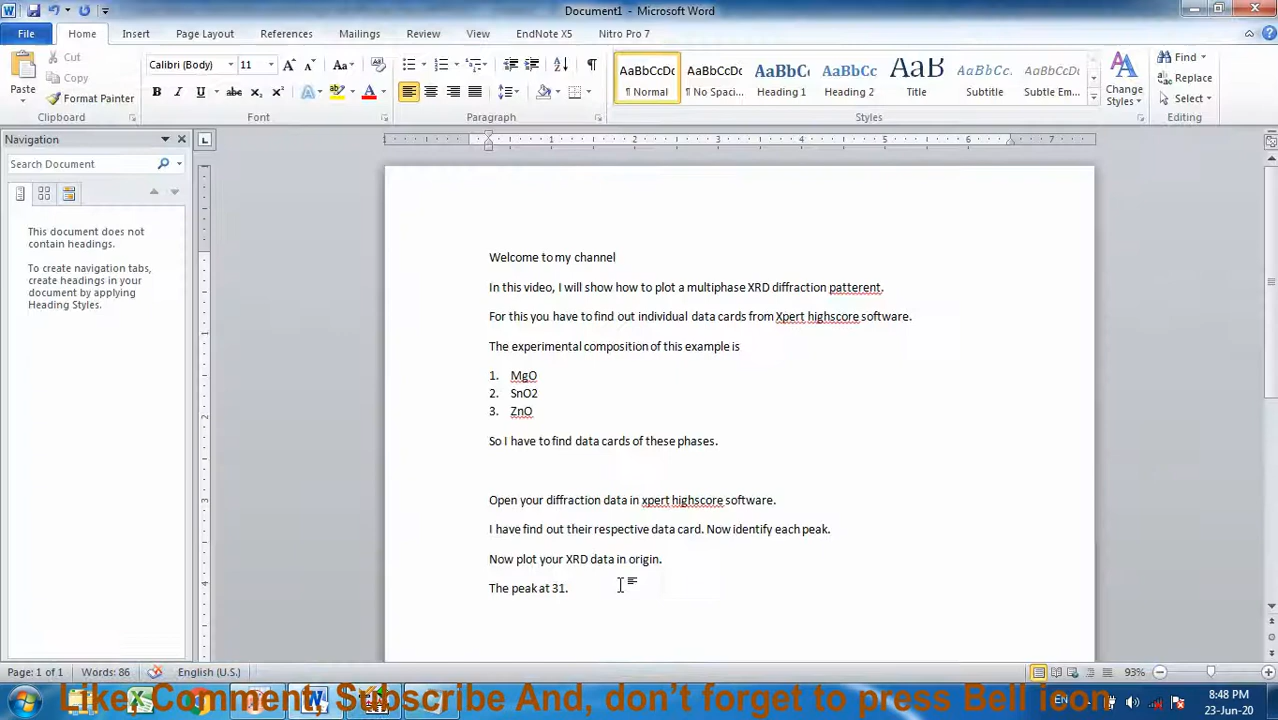 Document1 - Microsoft Word
File Home Insert Page Layout References Mailings Review View EndNote X5 Nitro Pro 7
Cut
Copy
Paste
Format Painter
Clipboard
Calibri (Body) 11
Font
Paragraph
AaBbCcDc AaBbCcDc AaBbC AaBbCc AaB AaBbCcDc AaBbCcDc
¶ Normal ¶ No Spaci... Heading 1 Heading 2 Title Subtitle Subtle Em...
Change Styles
Styles
Find
Replace
Select
Editing
Navigation
Search Document
This document does not
contain headings.
To create navigation tabs,
create headings in your
document by applying
Heading Styles.
Welcome to my channel
In this video, I will show how to plot a multiphase XRD diffraction patterent.
For this you have to find out individual data cards from Xpert highscore software.
The experimental composition of this example is
1. MgO
2. SnO2
3. ZnO
So I have to find data cards of these phases.
Open your diffraction data in xpert highscore software.
I have find out their respective data card. Now identify each peak.
Now plot your XRD data in origin.
The peak at 31.
Page: 1 of 1 Words: 86 English (U.S.) 93%
Like, Comment, Subscribe And, don't forget to press Bell icon.
EN
8:48 PM
23-Jun-20